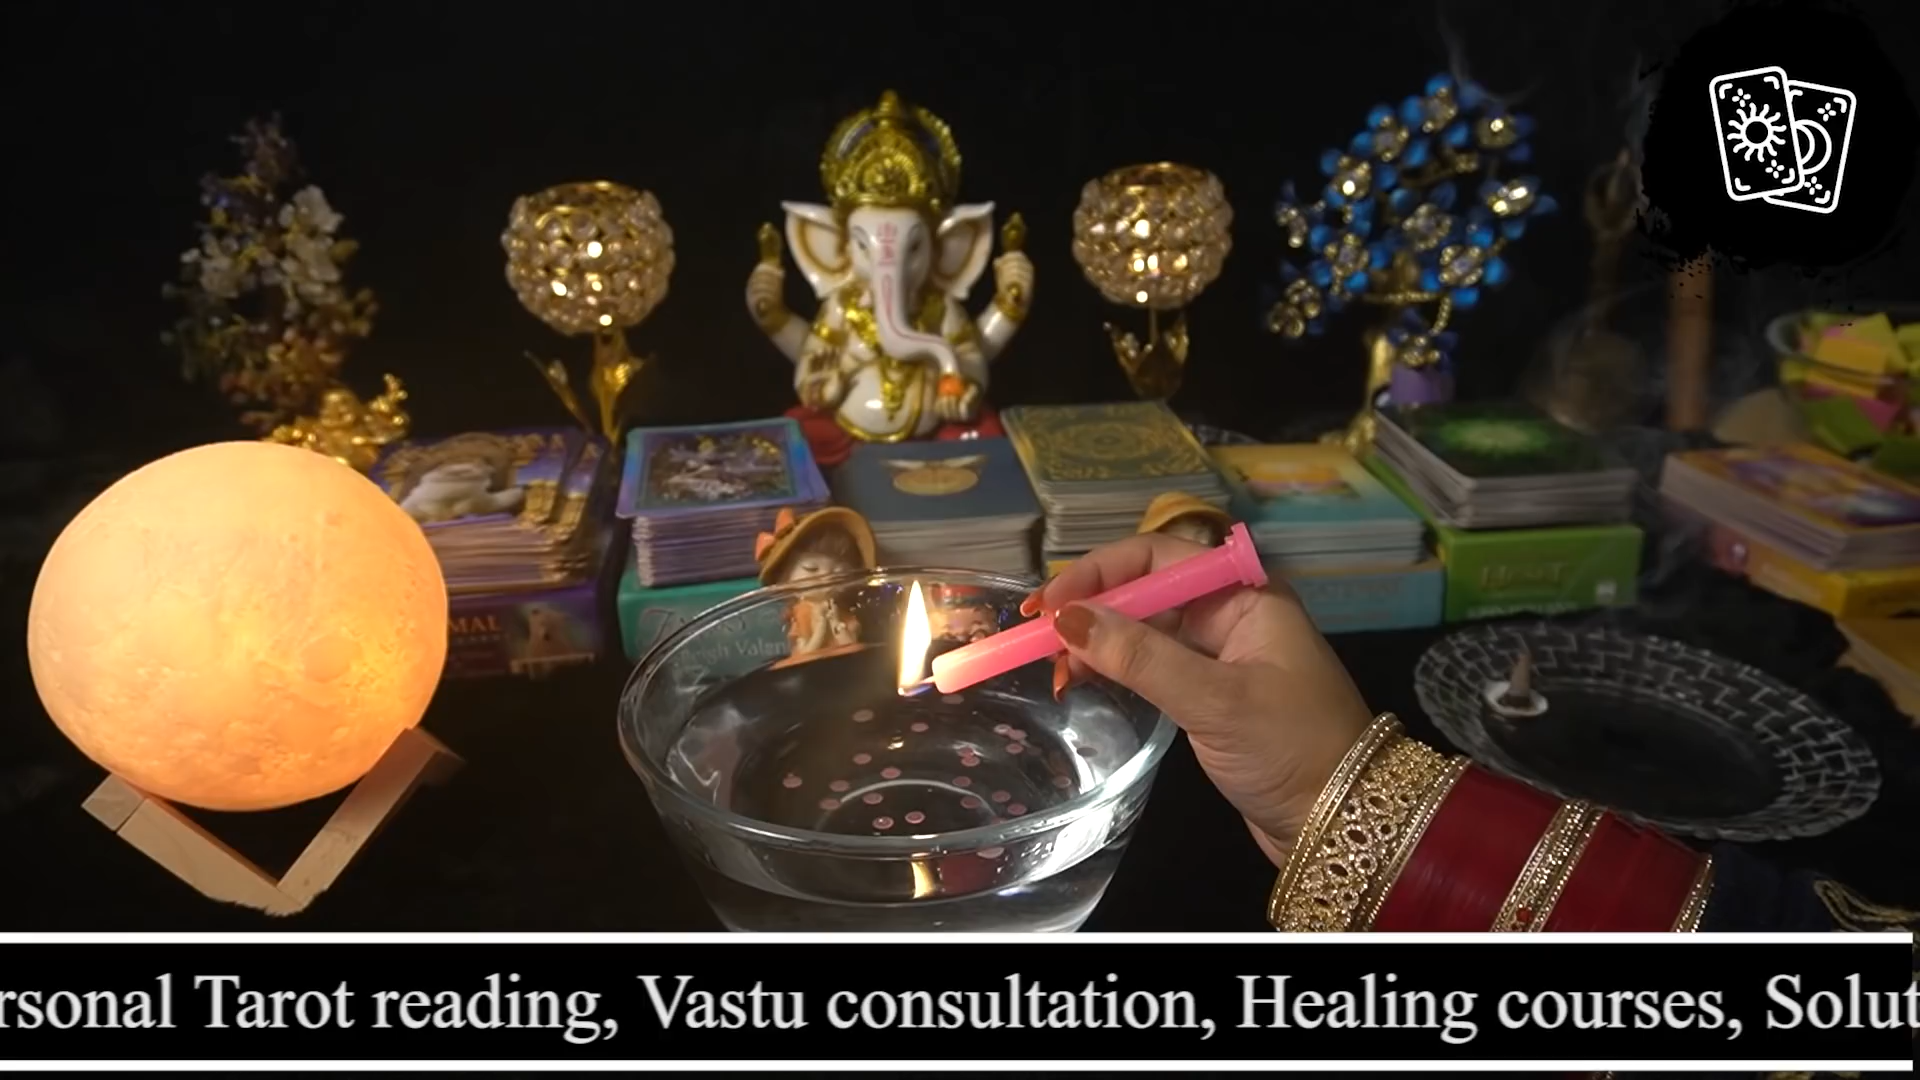 rsonal Tarot reading, Vastu consultation, Healing courses, Solut